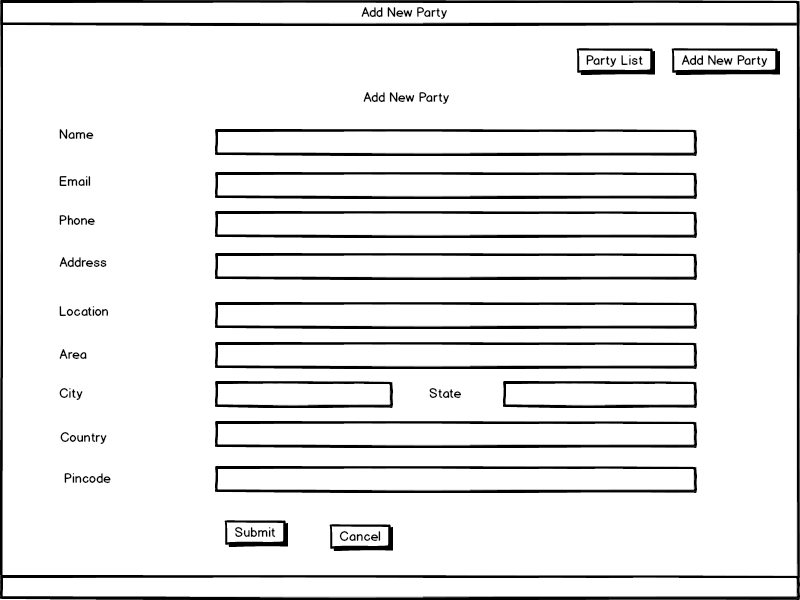 Add New Party
Party List
Add New Party
Add New Party
Name
Email
Phone
Address
Location
Area
City
State
Country
Pincode
Submit
Cancel